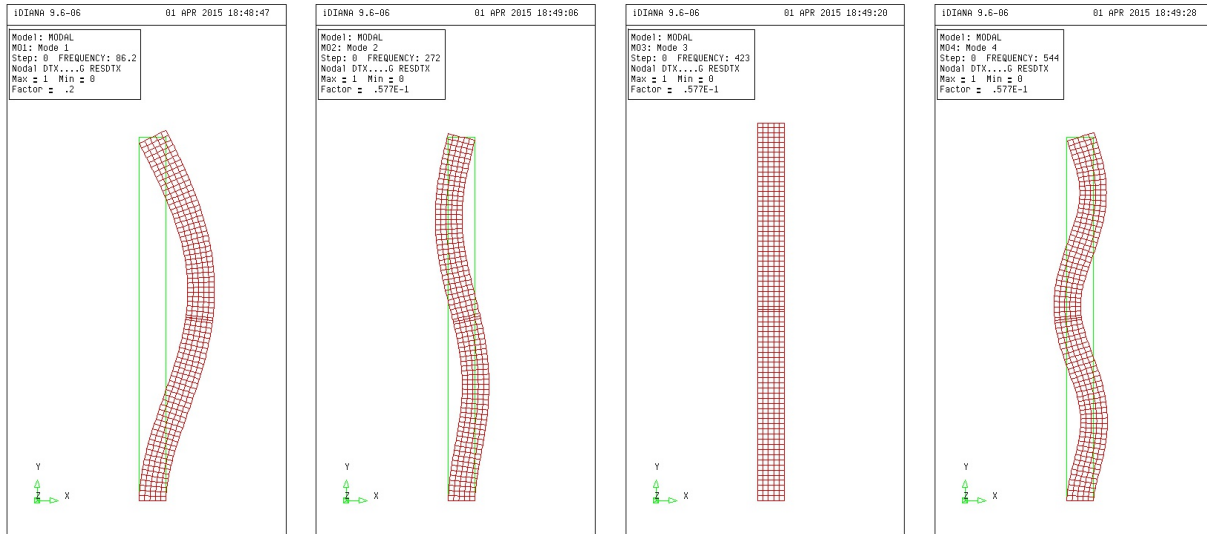 iDIANA 9.6-06 01 APR 2015 18:48:47
Model: MODAL
MO1: Mode 1
Step: 0 FREQUENCY: 86.2
Nodal DTX....G RESDTX
Max = 1 Min = 0
Factor = .2
Y
Z X
iDIANA 9.6-06 01 APR 2015 18:49:06
Model: MODAL
MO2: Mode 2
Step: 0 FREQUENCY: 272
Nodal DTX....G RESDTX
Max = 1 Min = 0
Factor = .577E-1
Y
Z X
iDIANA 9.6-06 01 APR 2015 18:49:20
Model: MODAL
MO3: Mode 3
Step: 0 FREQUENCY: 423
Nodal DTX....G RESDTX
Max = 1 Min = 0
Factor = .577E-1
Y
Z X
iDIANA 9.6-06 01 APR 2015 18:49:28
Model: MODAL
MO4: Mode 4
Step: 0 FREQUENCY: 544
Nodal DTX....G RESDTX
Max = 1 Min = 0
Factor = .577E-1
Y
Z X